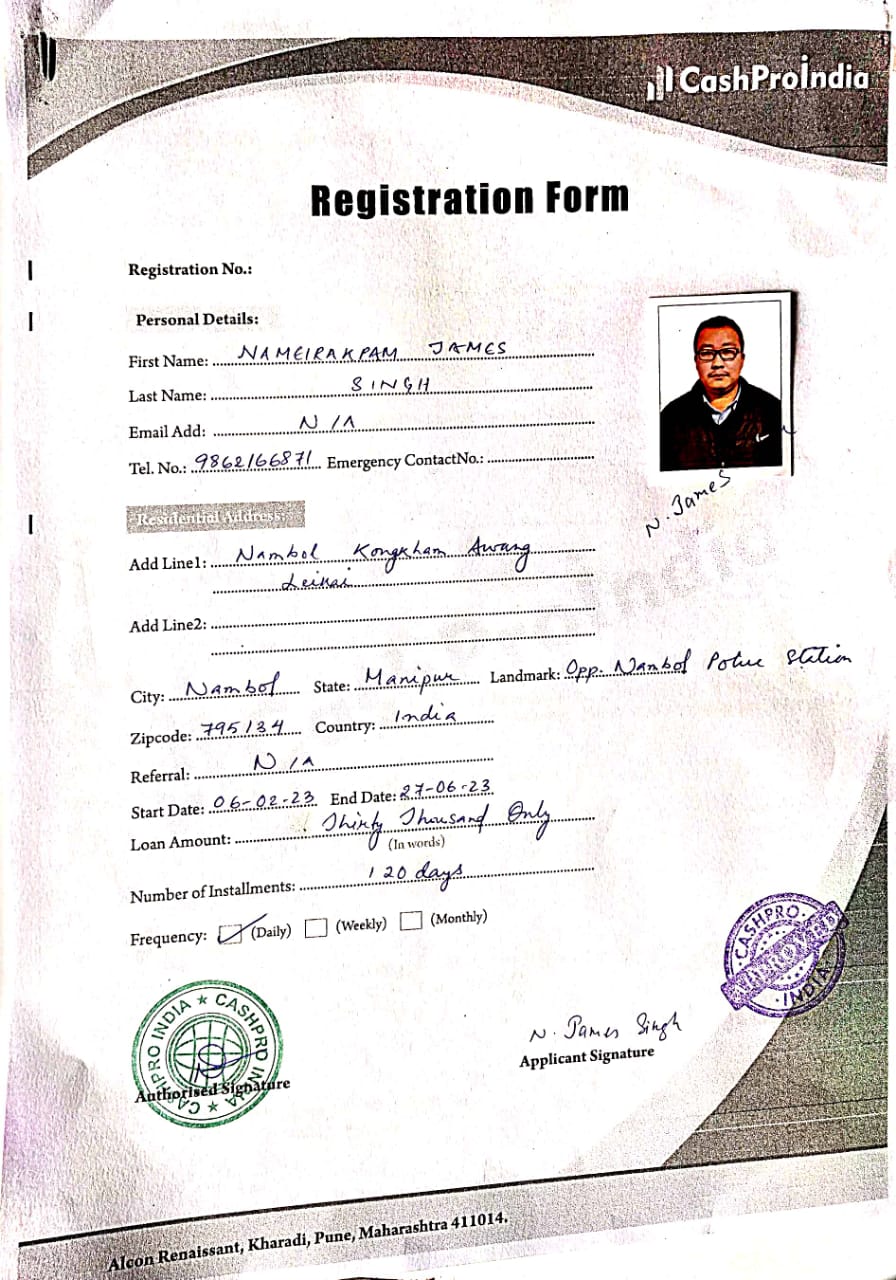 CashProIndia
Registration Form
Registration No.:
Personal Details:
First Name: NAMEIRAKPAM JAMES
Last Name: SINGH
Email Add: N/A
Tel. No.: 9862166871 Emergency ContactNo.:
N. James
Residential Address:
Add Line1: Nambol Kongkham Awang
Leikai
Add Line2:
City: Nambol State: Manipur Landmark: Opp. Nambol Police Station
Zipcode: 795134 Country: India
Referral: N/A
Start Date: 06-02-23 End Date: 27-06-23
Loan Amount: Thirty Thousand Only
(In words)
Number of Installments: 120 days
Frequency: (Daily) (Weekly) (Monthly)
CASHPRO
INDIA
CASHPRO INDIA ★ CASHPRO INDIA ★
N. James Singh
Authorised Signature
Applicant Signature
Alcon Renaissant, Kharadi, Pune, Maharashtra 411014.